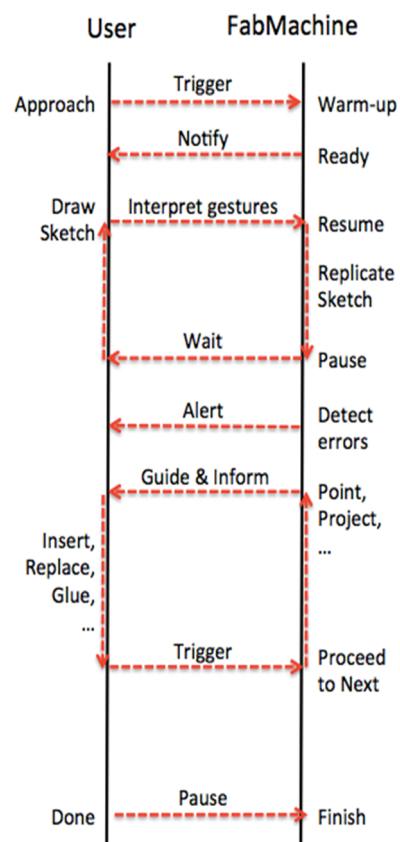 User FabMachine
Trigger
Approach Warm-up
Notify
Ready
Draw
Sketch
Interpret gestures
Resume
Replicate
Sketch
Wait
Pause
Alert
Detect
errors
Guide & Inform
Point,
Project,
...
Insert,
Replace,
Glue,
...
Trigger
Proceed
to Next
Pause
Done Finish